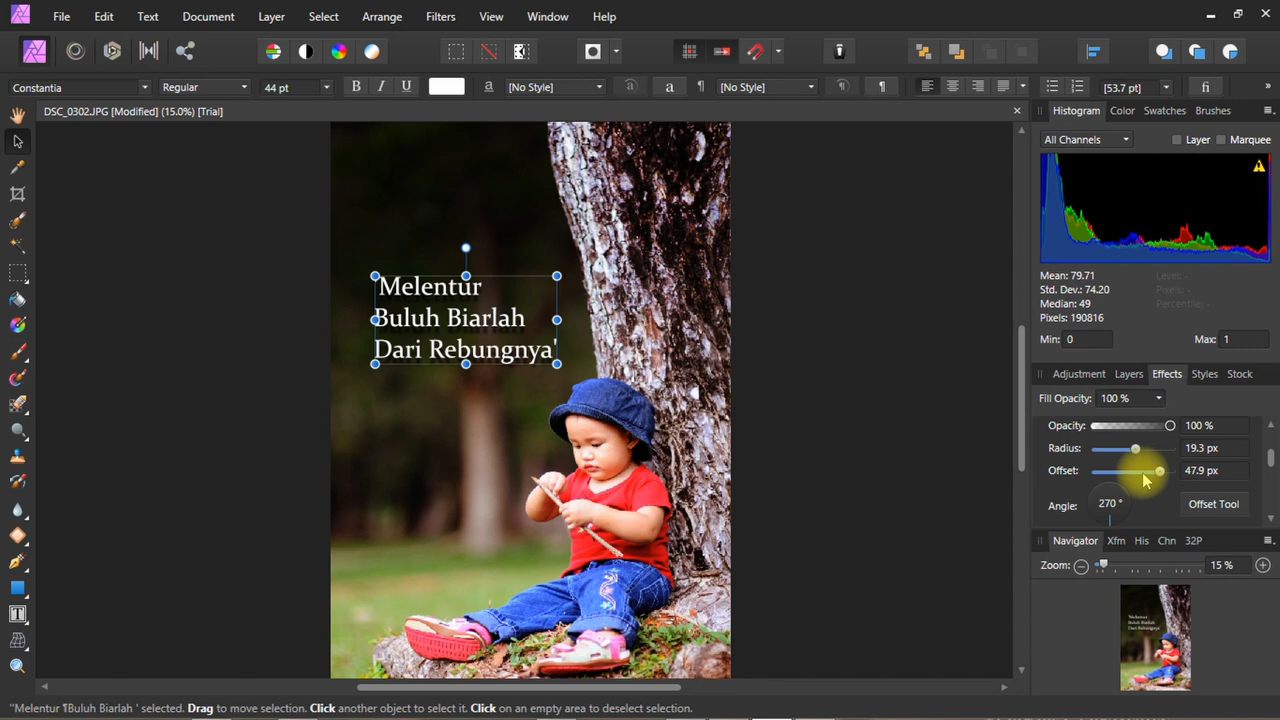 File Edit Text Document Layer Select Arrange Filters View Window Help
Constantia Regular 44 pt B I U a [No Style] a a ¶ [No Style] ¶ ¶ [53.7 pt] fi »
DSC_0302.JPG [Modified] (15.0%) [Trial]
Histogram Color Swatches Brushes
All Channels Layer Marquee
'Melentur
Buluh Biarlah
Dari Rebungnya'
Mean: 79.71 Level: -
Std. Dev.: 74.20 Pixels: -
Median: 49 Percentile: -
Pixels: 190816
Min: 0 Max: 1
Adjustment Layers Effects Styles Stock
Fill Opacity: 100 %
Opacity: 100 %
Radius: 19.3 px
Offset: 47.9 px
Angle: 270 ° Offset Tool
Navigator Xfm His Chn 32P
Zoom: 15 %
"Melentur ¶Buluh Biarlah ' selected. Drag to move selection. Click another object to select it. Click on an empty area to deselect selection.